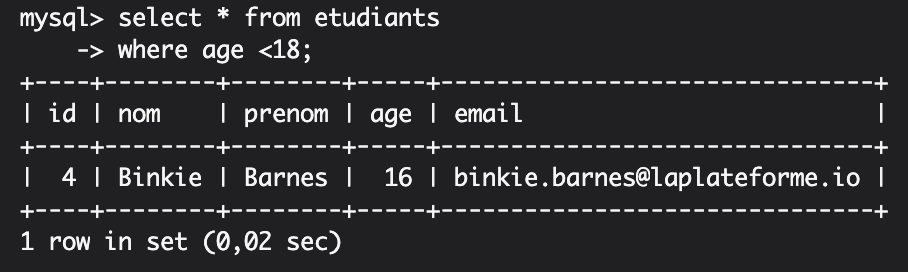 mysql> select * from etudiants
    -> where age <18;
+----+--------+--------+-----+-------------------------------+
| id | nom    | prenom | age | email                         |
+----+--------+--------+-----+-------------------------------+
|  4 | Binkie | Barnes |  16 | binkie.barnes@laplateforme.io |
+----+--------+--------+-----+-------------------------------+
1 row in set (0,02 sec)